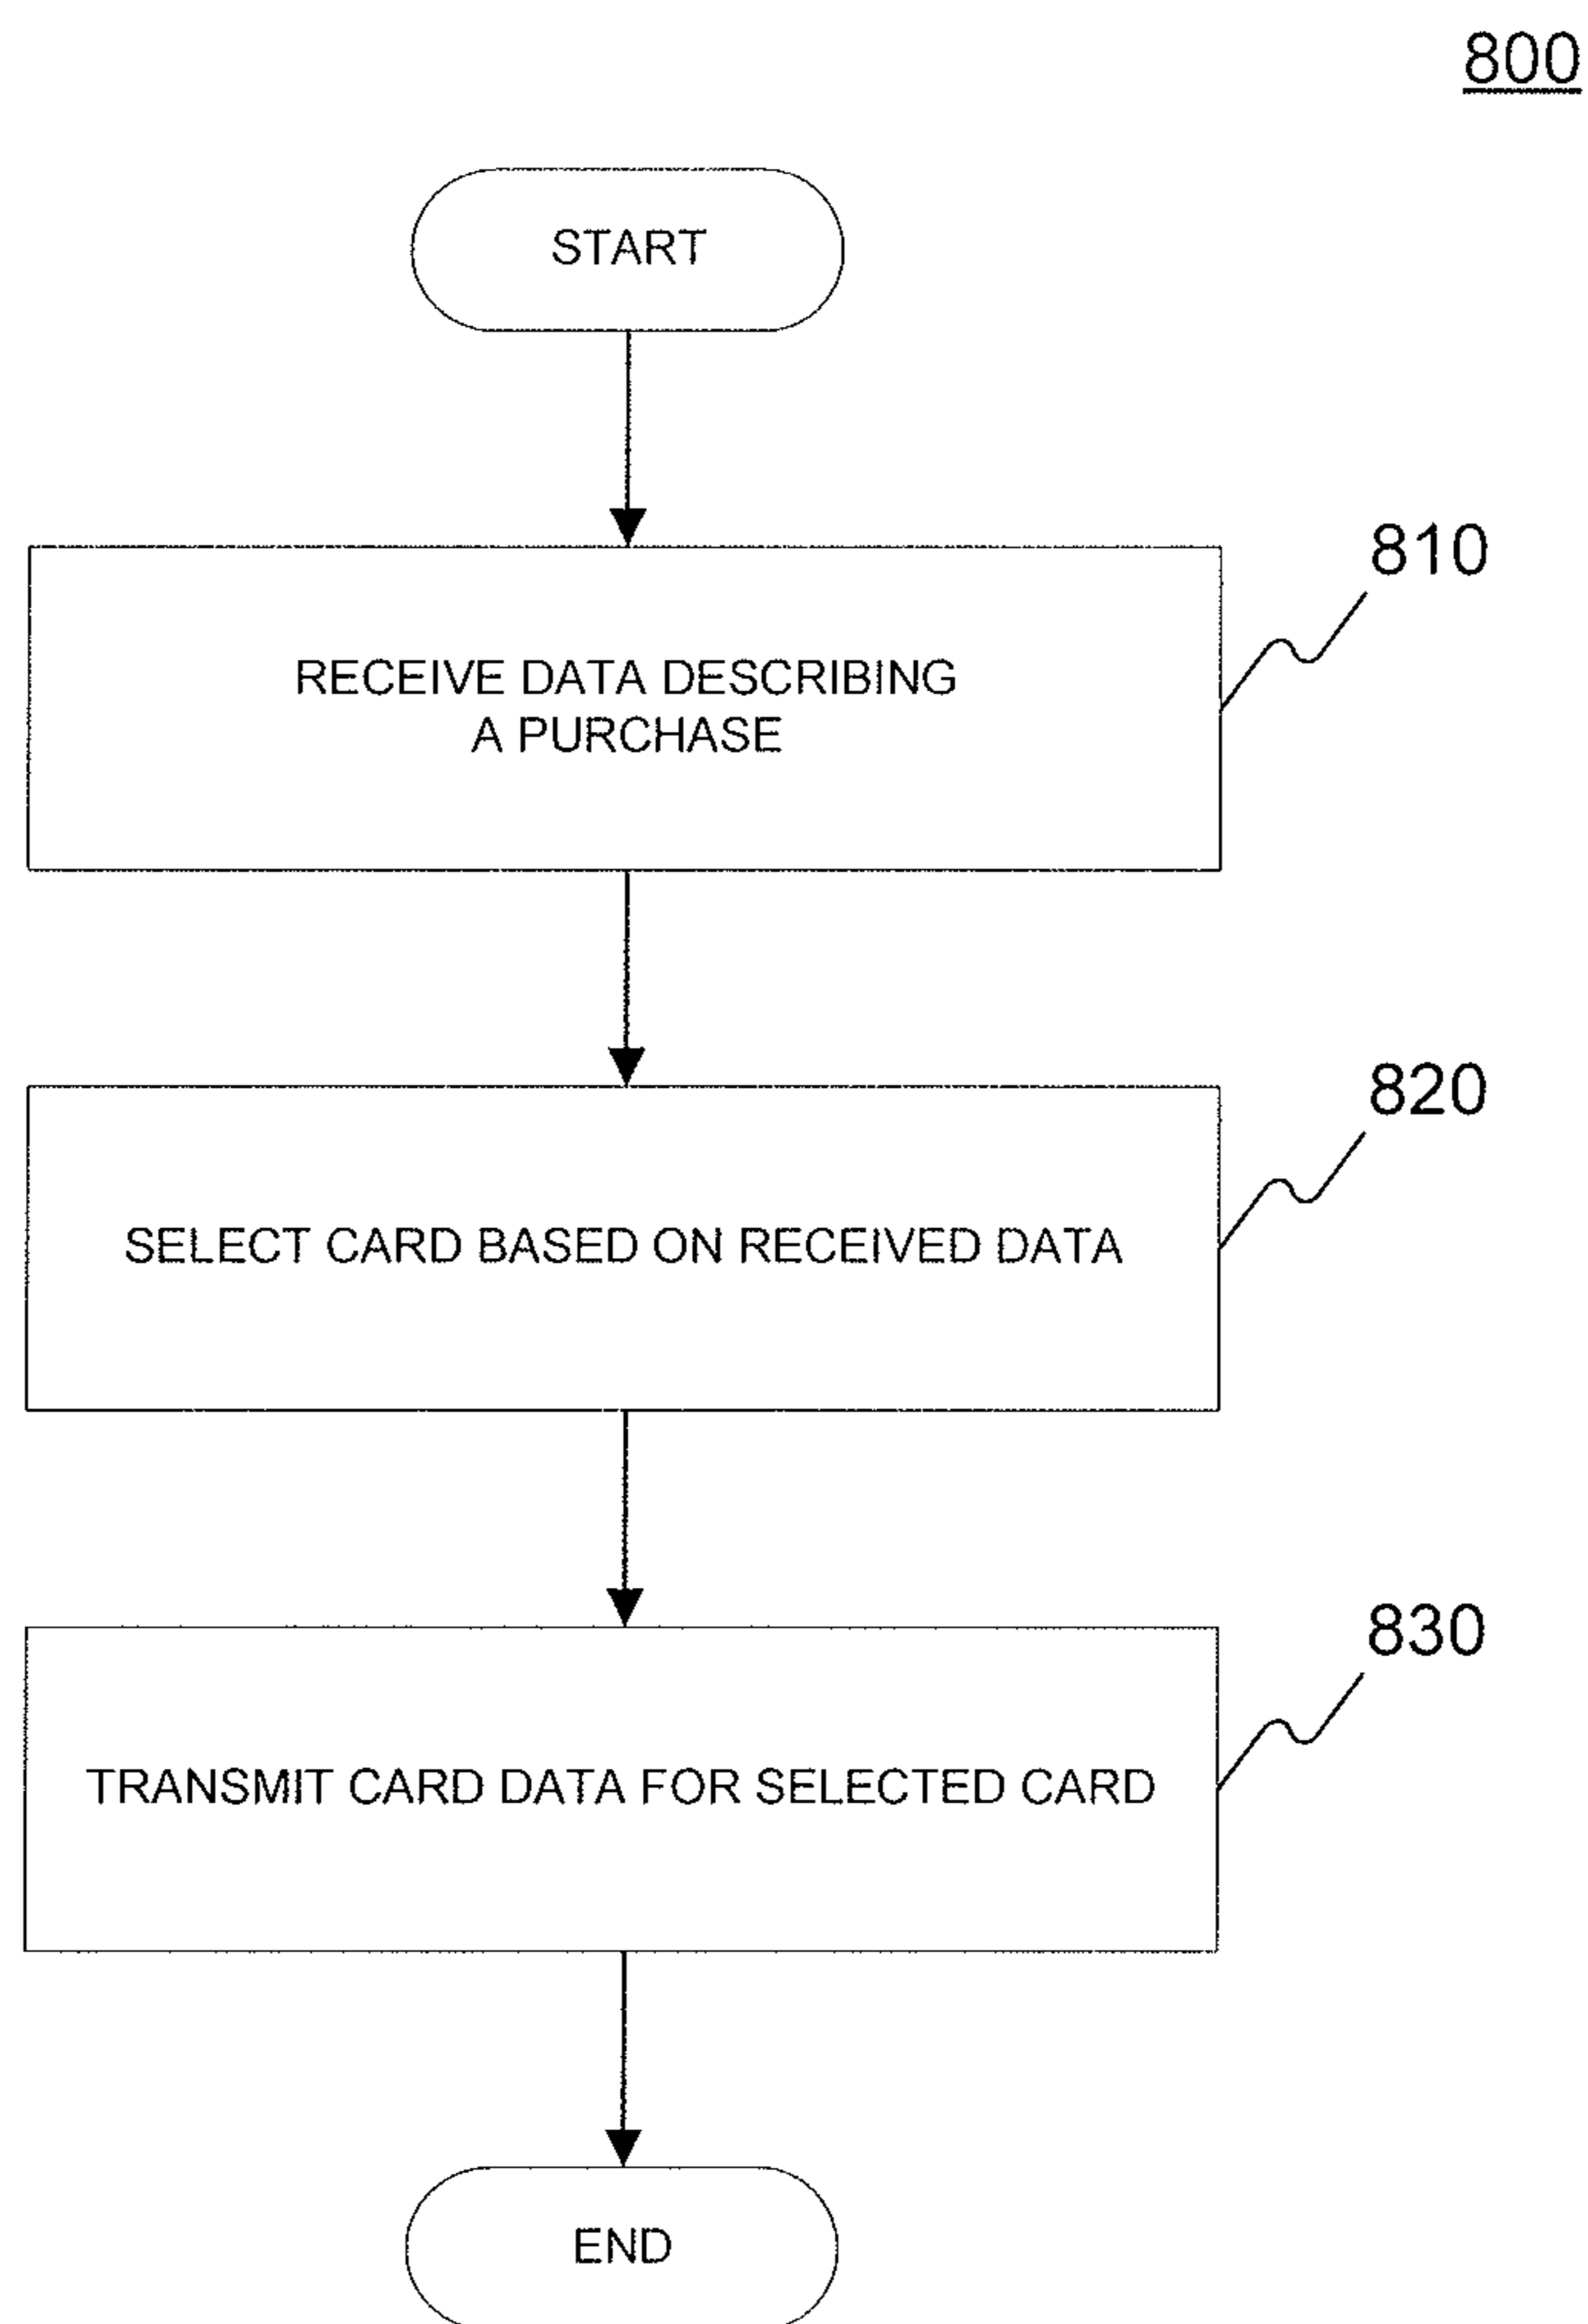 800
START
810
RECEIVE DATA DESCRIBING
A PURCHASE
820
SELECT CARD BASED ON RECEIVED DATA
830
TRANSMIT CARD DATA FOR SELECTED CARD
END